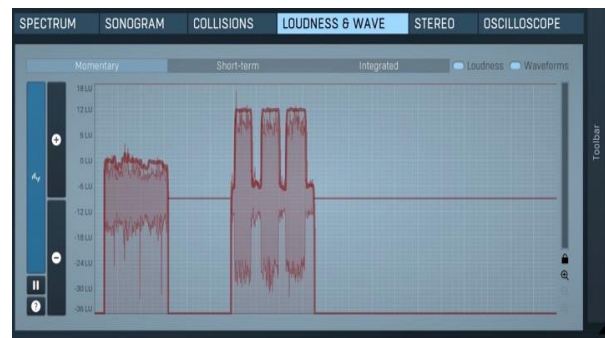 SPECTRUM SONOGRAM COLLISIONS LOUDNESS & WAVE STEREO OSCILLOSCOPE
Momentary Short-term Integrated Loudness Waveforms
18 LU
12 LU
6 LU
0 LU
-6 LU
-12 LU
-18 LU
-24 LU
-30 LU
-36 LU
Toolbar